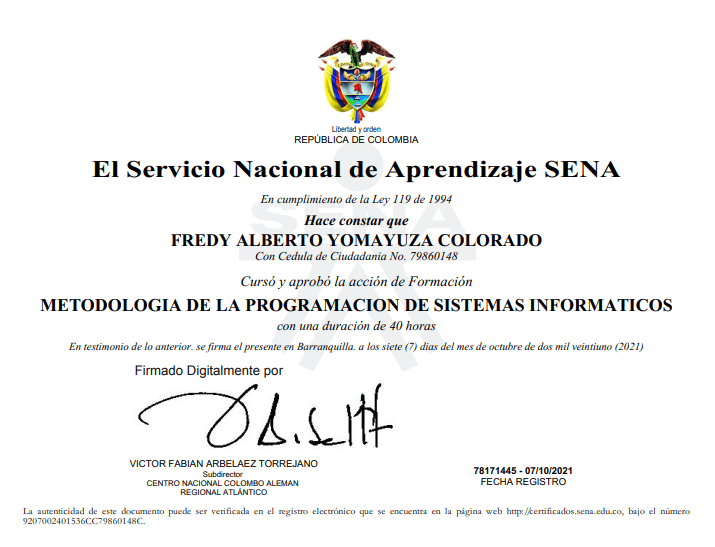 Libertad y orden
REPÚBLICA DE COLOMBIA
El Servicio Nacional de Aprendizaje SENA
En cumplimiento de la Ley 119 de 1994
SENA
Hace constar que
FREDY ALBERTO YOMAYUZA COLORADO
Con Cedula de Ciudadania No. 79860148
Cursó y aprobó la acción de Formación
METODOLOGIA DE LA PROGRAMACION DE SISTEMAS INFORMATICOS
con una duración de 40 horas
En testimonio de lo anterior. se firma el presente en Barranquilla. a los siete (7) dias del mes de octubre de dos mil veintiuno (2021)
Firmado Digitalmente por
VICTOR FABIAN ARBELAEZ TORREJANO
Subdirector
CENTRO NACIONAL COLOMBO ALEMAN
REGIONAL ATLÁNTICO
78171445 - 07/10/2021
FECHA REGISTRO
La autenticidad de este documento puede ser verificada en el registro electrónico que se encuentra en la página web http://certificados.sena.edu.co, bajo el número
9207002401536CC79860148C.